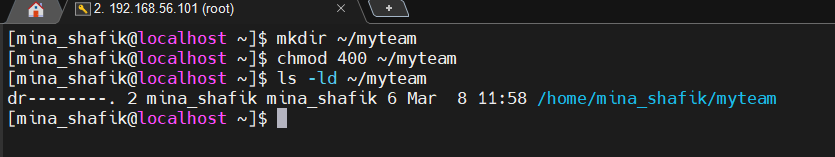 2. 192.168.56.101 (root)
[mina_shafik@localhost ~]$ mkdir ~/myteam
[mina_shafik@localhost ~]$ chmod 400 ~/myteam
[mina_shafik@localhost ~]$ ls -ld ~/myteam
dr--------. 2 mina_shafik mina_shafik 6 Mar  8 11:58 /home/mina_shafik/myteam
[mina_shafik@localhost ~]$